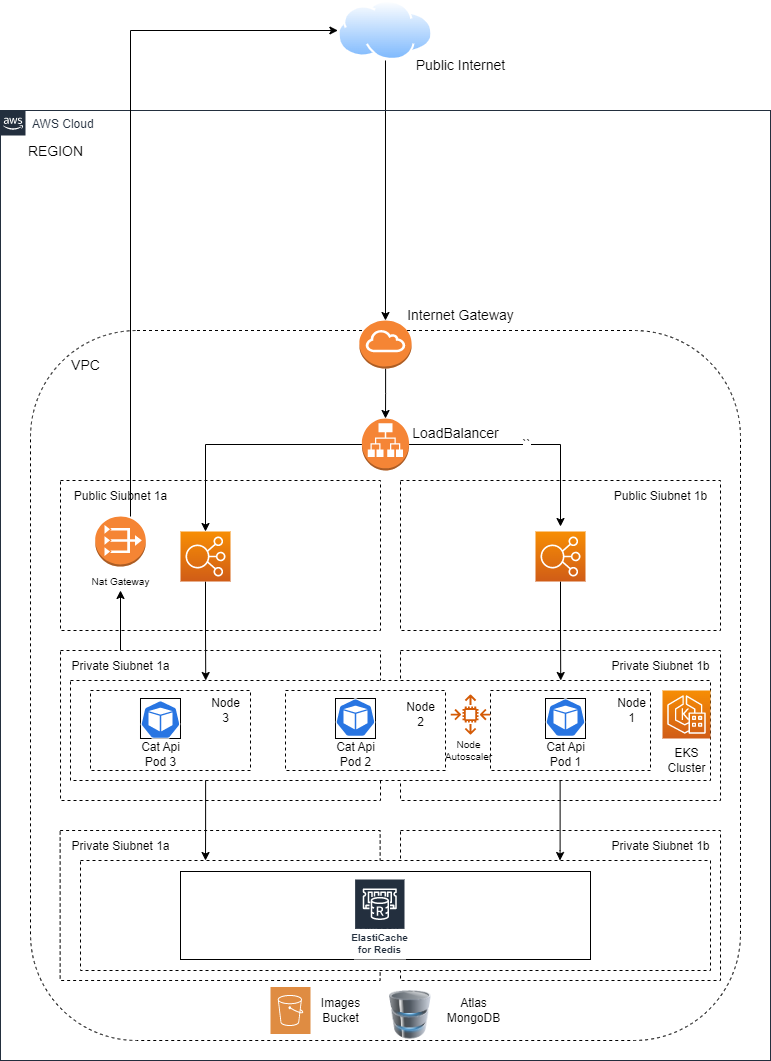 Public Internet
aws
AWS Cloud
REGION
Internet Gateway
VPC
LoadBalancer
``
Public Siubnet 1a
Public Siubnet 1b
Nat Gateway
Private Siubnet 1a
Private Siubnet 1b
Node
3
Cat Api
Pod 3
Node
2
Cat Api
Pod 2
Node
Autoscaler
Node
1
Cat Api
Pod 1
K
EKS
Cluster
Private Siubnet 1a
Private Siubnet 1b
R
ElastiCache
for Redis
Images
Bucket
Atlas
MongoDB